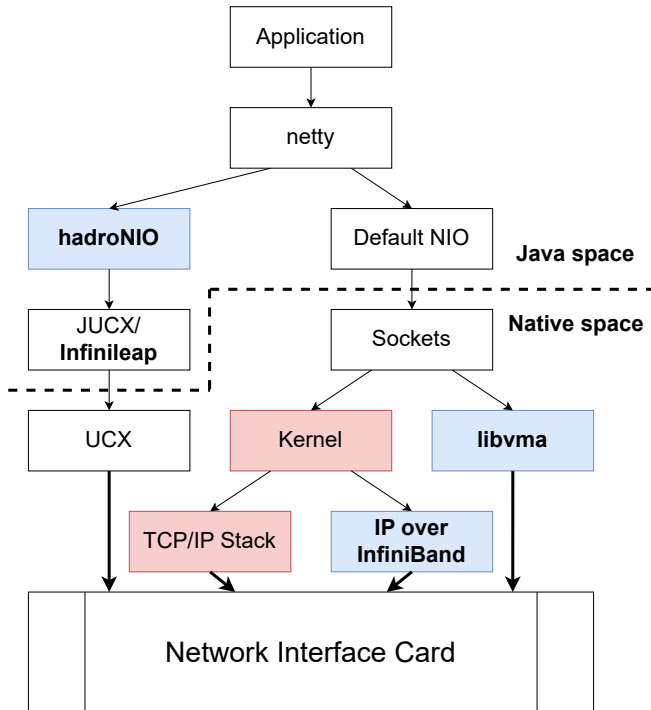 Application
netty
hadroNIO
Default NIO
Java space
JUCX/
Infinileap
Sockets
Native space
UCX
Kernel
libvma
TCP/IP Stack
IP over
InfiniBand
Network Interface Card